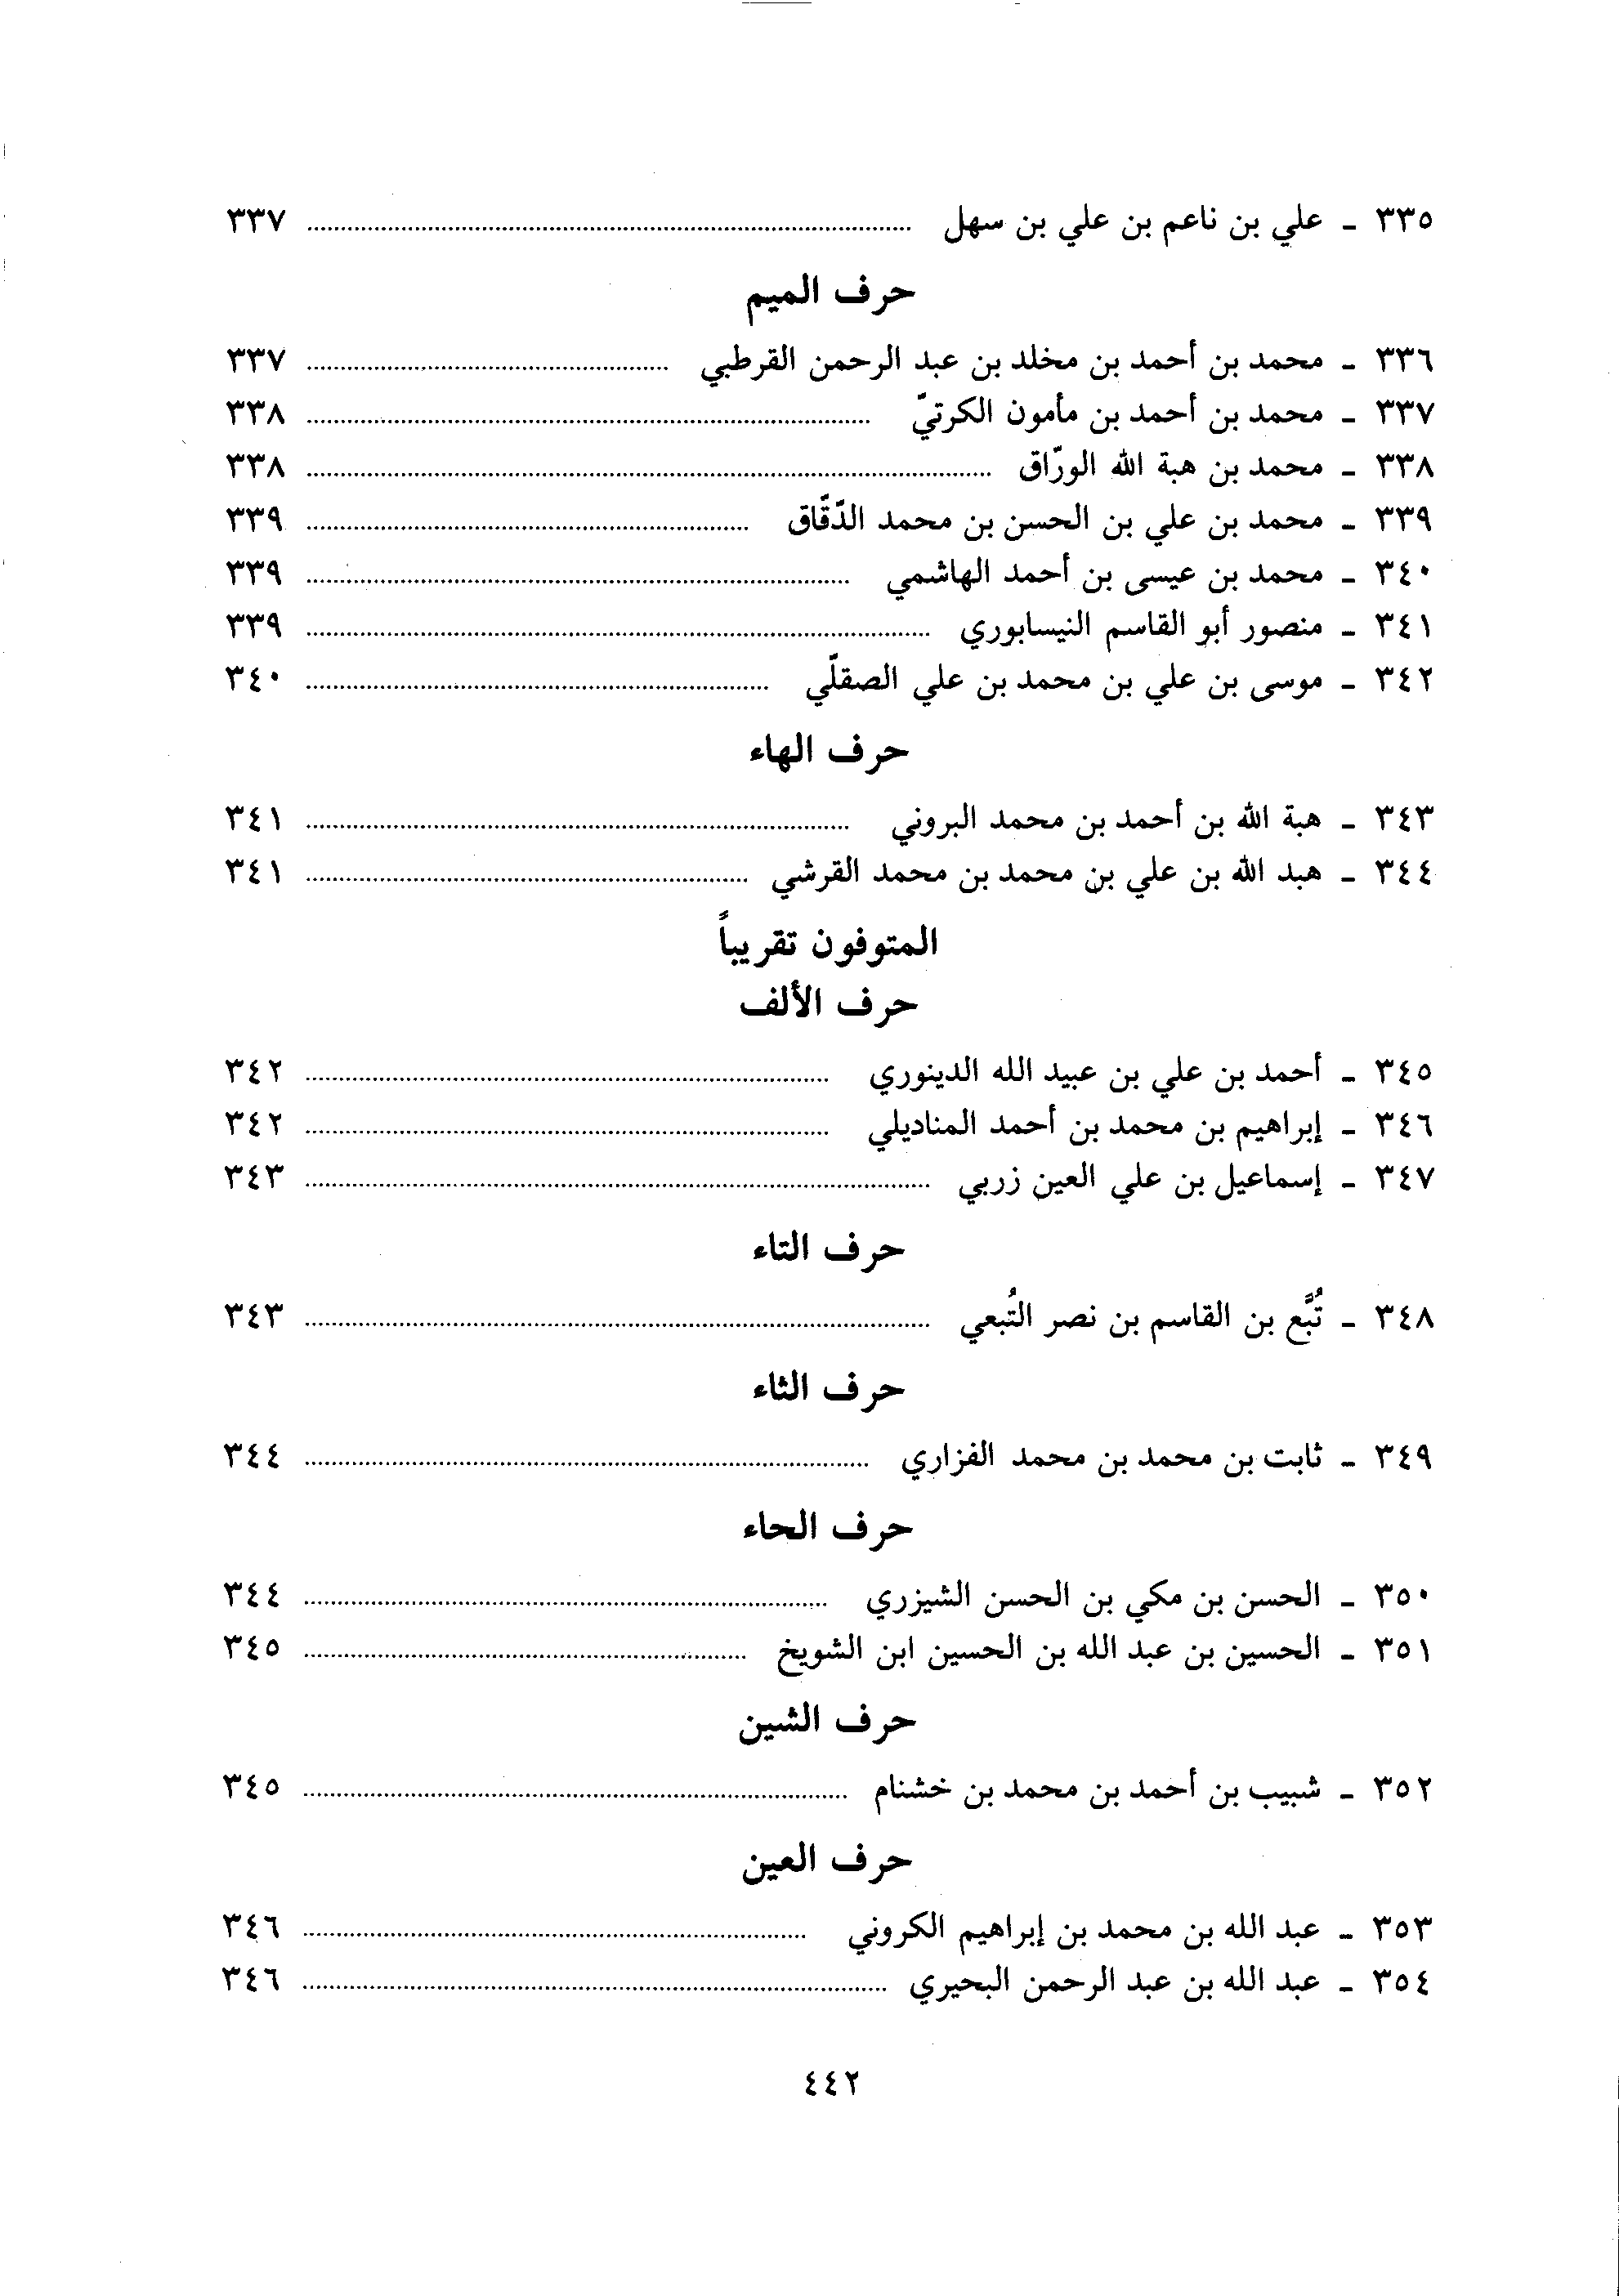 ٣٣٥ ـ علي بن ناعم بن علي بن سهل ........ ٣٣٧
حرف الميم
٣٣٦ ـ محمد بن أحمد بن مخلد بن عبد الرحمن القرطبي ........ ٣٣٧
٣٣٧ ـ محمد بن أحمد بن مأمون الكرتيّ ........ ٣٣٨
٣٣٨ ـ محمد بن هبة الله الورّاق ........ ٣٣٨
٣٣٩ ـ محمد بن علي بن الحسن بن محمد الدّقّاق ........ ٣٣٩
٣٤٠ ـ محمد بن عيسى بن أحمد الهاشمي ........ ٣٣٩
٣٤١ ـ منصور أبو القاسم النيسابوري ........ ٣٣٩
٣٤٢ ـ موسى بن علي بن محمد بن علي الصقلّي ........ ٣٤٠
حرف الهاء
٣٤٣ ـ هبة الله بن أحمد بن محمد البروني ........ ٣٤١
٣٤٤ ـ هبد الله بن علي بن محمد بن محمد القرشي ........ ٣٤١
المتوفون تقريباً
حرف الألف
٣٤٥ ـ أحمد بن علي بن عبيد الله الدينوري ........ ٣٤٢
٣٤٦ ـ إبراهيم بن محمد بن أحمد المناديلي ........ ٣٤٢
٣٤٧ ـ إسماعيل بن علي العين زربي ........ ٣٤٣
حرف التاء
٣٤٨ ـ تُبَّع بن القاسم بن نصر التُبعي ........ ٣٤٣
حرف الثاء
٣٤٩ ـ ثابت بن محمد بن محمد الفزاري ........ ٣٤٤
حرف الحاء
٣٥٠ ـ الحسن بن مكي بن الحسن الشيزري ........ ٣٤٤
٣٥١ ـ الحسين بن عبد الله بن الحسين ابن الشويخ ........ ٣٤٥
حرف الشين
٣٥٢ ـ شبيب بن أحمد بن محمد بن خشنام ........ ٣٤٥
حرف العين
٣٥٣ ـ عبد الله بن محمد بن إبراهيم الكروني ........ ٣٤٦
٣٥٤ ـ عبد الله بن عبد الرحمن البحيري ........ ٣٤٦
٤٤٢